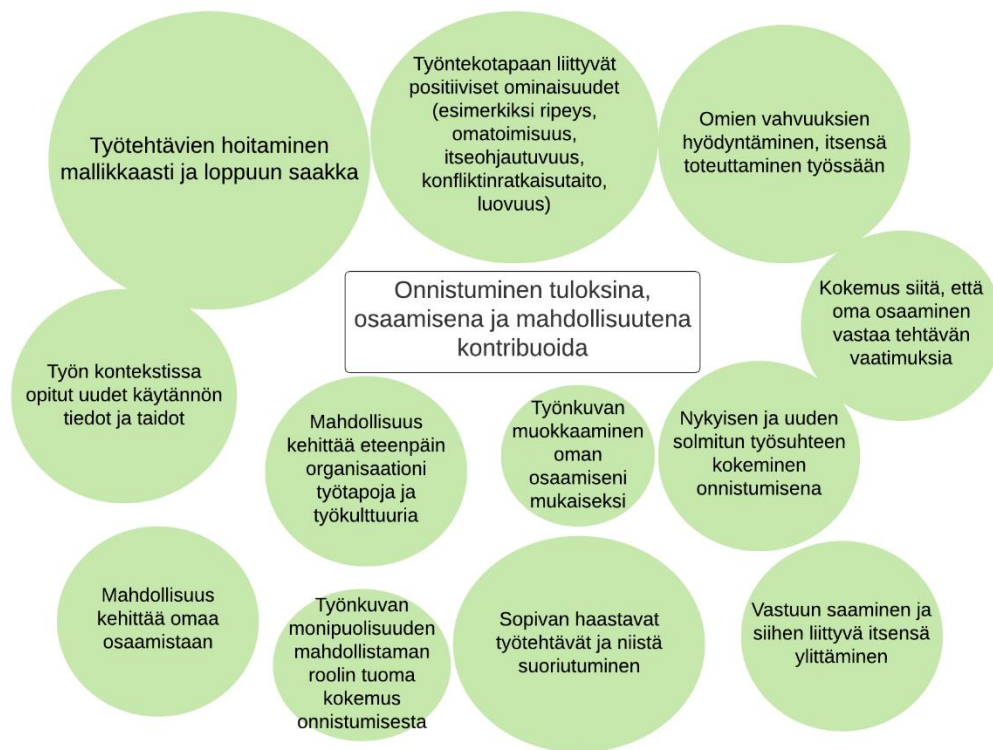 Työtehtävien hoitaminen
mallikkaasti ja loppuun saakka
Työntekotapaan liittyvät
positiiviset ominaisuudet
(esimerkiksi ripeys,
omatoimisuus,
itseohjautuvuus,
konfliktinratkaisutaito,
luovuus)
Omien vahvuuksien
hyödyntäminen, itsensä
toteuttaminen työssään
Onnistuminen tuloksina,
osaamisena ja mahdollisuutena
kontribuoida
Kokemus siitä, että
oma osaaminen
vastaa tehtävän
vaatimuksia
Työn kontekstissa
opitut uudet käytännön
tiedot ja taidot
Mahdollisuus
kehittää eteenpäin
organisaationi
työtapoja ja
työkulttuuria
Työnkuvan
muokkaaminen
oman
osaamiseni
mukaiseksi
Nykyisen ja uuden
solmitun työsuhteen
kokeminen
onnistumisena
Mahdollisuus
kehittää omaa
osaamistaan
Työnkuvan
monipuolisuuden
mahdollistaman
roolin tuoma
kokemus
onnistumisesta
Sopivan haastavat
työtehtävät ja niistä
suoriutuminen
Vastuun saaminen ja
siihen liittyvä itsensä
ylittäminen